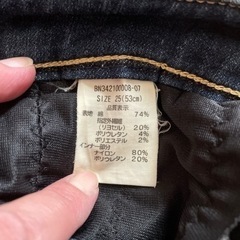 BN3421000B-07
SIZE 25(53cm)
品質表示
表地 綿 74%
指定外繊維
(リヨセル) 20%
ポリウレタン 4%
ポリエステル 2%
インナー部分
ナイロン 80%
ポリウレタン 20%